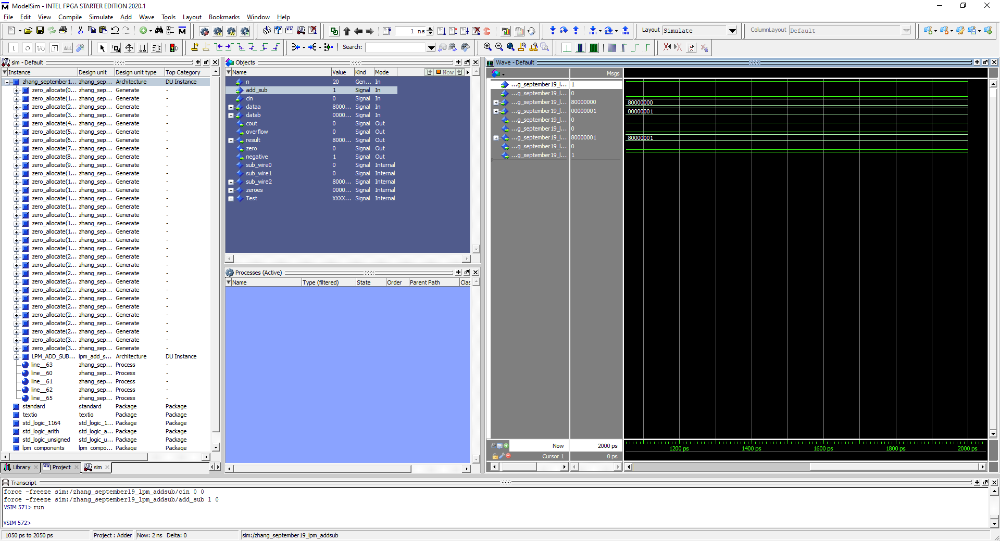 ModelSim - INTEL FPGA STARTER EDITION 2020.1
File Edit View Compile Simulate Add Wave Tools Layout Bookmarks Window Help
1 ns
Layout Simulate
ColumnLayout Default
Search:
sim - Default
Instance Design unit Design unit type Top Category
zhang_september1... zhang_sep... Architecture DU Instance
zero_allocate(0... zhang_sep... Generate -
zero_allocate(1... zhang_sep... Generate -
zero_allocate(2... zhang_sep... Generate -
zero_allocate(3... zhang_sep... Generate -
zero_allocate(4... zhang_sep... Generate -
zero_allocate(5... zhang_sep... Generate -
zero_allocate(6... zhang_sep... Generate -
zero_allocate(7... zhang_sep... Generate -
zero_allocate(8... zhang_sep... Generate -
zero_allocate(9... zhang_sep... Generate -
zero_allocate(1... zhang_sep... Generate -
zero_allocate(1... zhang_sep... Generate -
zero_allocate(1... zhang_sep... Generate -
zero_allocate(1... zhang_sep... Generate -
zero_allocate(1... zhang_sep... Generate -
zero_allocate(1... zhang_sep... Generate -
zero_allocate(1... zhang_sep... Generate -
zero_allocate(1... zhang_sep... Generate -
zero_allocate(1... zhang_sep... Generate -
zero_allocate(1... zhang_sep... Generate -
zero_allocate(2... zhang_sep... Generate -
zero_allocate(2... zhang_sep... Generate -
zero_allocate(2... zhang_sep... Generate -
zero_allocate(2... zhang_sep... Generate -
zero_allocate(2... zhang_sep... Generate -
zero_allocate(2... zhang_sep... Generate -
zero_allocate(2... zhang_sep... Generate -
zero_allocate(2... zhang_sep... Generate -
zero_allocate(2... zhang_sep... Generate -
zero_allocate(2... zhang_sep... Generate -
zero_allocate(3... zhang_sep... Generate -
zero_allocate(3... zhang_sep... Generate -
LPM_ADD_SUB... lpm_add_s... Architecture DU Instance
line__63 zhang_sep... Process -
line__60 zhang_sep... Process -
line__61 zhang_sep... Process -
line__62 zhang_sep... Process -
line__65 zhang_sep... Process -
standard standard Package Package
textio textio Package Package
std_logic_1164 std_logic_1... Package Package
std_logic_arith std_logic_a... Package Package
std_logic_unsigned std_logic_u... Package Package
lpm_components lpm_compo... Package Package
Library Project sim
Objects
Name Value Kind Mode Now
n 20 Gen... In
add_sub 1 Signal In
cin 0 Signal In
dataa 8000... Signal In
datab 0000... Signal In
cout 0 Signal Out
overflow 0 Signal Out
result 8000... Signal Out
zero 0 Signal Out
negative 1 Signal Out
sub_wire0 0 Signal Internal
sub_wire1 0 Signal Internal
sub_wire2 8000... Signal Internal
zeroes 0000... Signal Internal
Test XXXX... Signal Internal
Processes (Active)
Name Type (filtered) State Order Parent Path Clas
Wave - Default
Msgs
...g_september19_l... 1
...g_september19_l... 0
...g_september19_l... 80000000 80000000
...g_september19_l... 00000001 00000001
...g_september19_l... 0
...g_september19_l... 0
...g_september19_l... 80000001 80000001
...g_september19_l... 0
...g_september19_l... 1
Now 2000 ps
Cursor 1 0 ps
1200 ps 1400 ps 1600 ps 1800 ps 2000 ps
Transcript
force -freeze sim:/zhang_september19_lpm_addsub/cin 0 0
force -freeze sim:/zhang_september19_lpm_addsub/add_sub 1 0
VSIM 571> run
VSIM 572>
1050 ps to 2050 ps Project : Adder Now: 2 ns Delta: 0 sim:/zhang_september19_lpm_addsub